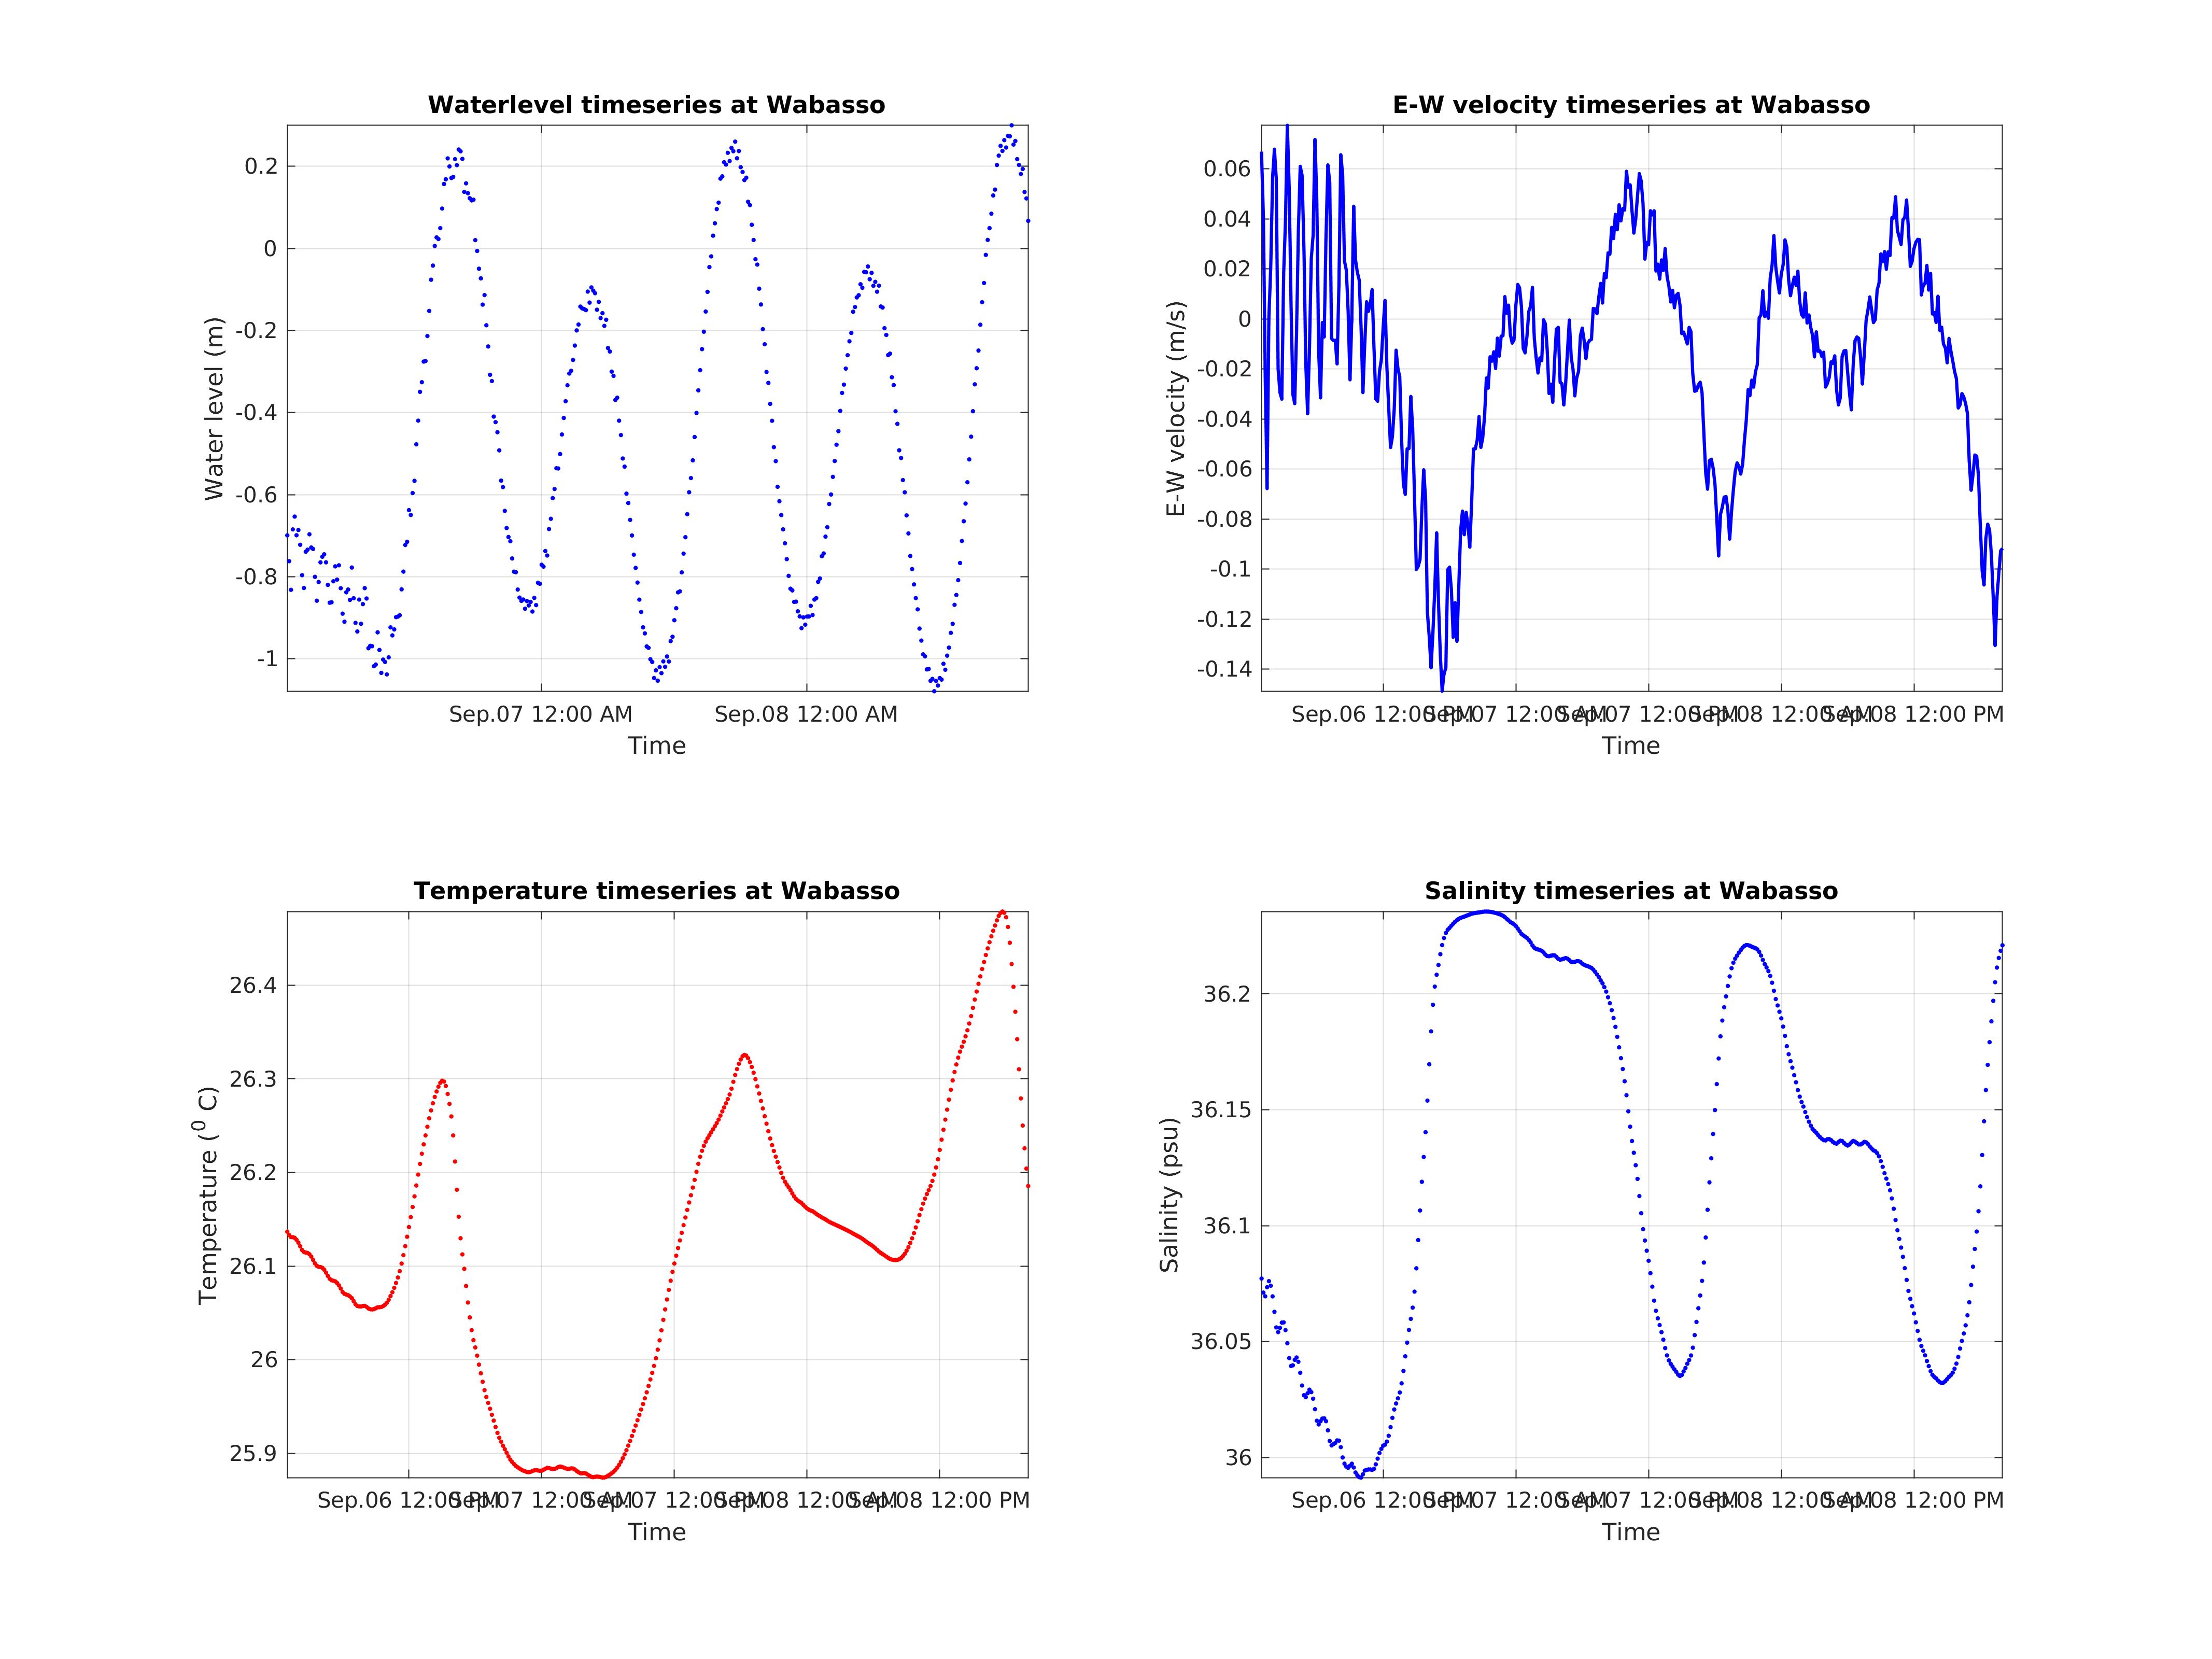 Waterlevel timeseries at Wabasso
0.2
0
-0.2
-0.4
-0.6
-0.8
-1
Water level (m)
Sep.07 12:00 AM
Sep.08 12:00 AM
Time
E-W velocity timeseries at Wabasso
0.06
0.04
0.02
0
-0.02
-0.04
-0.06
-0.08
-0.1
-0.12
-0.14
E-W velocity (m/s)
Sep.06 12:00 PM
Sep.07 12:00 AM
Sep.07 12:00 PM
Sep.08 12:00 AM
Sep.08 12:00 PM
Time
Temperature timeseries at Wabasso
26.4
26.3
26.2
26.1
26
25.9
Temperature (⁰ C)
Sep.06 12:00 PM
Sep.07 12:00 AM
Sep.07 12:00 PM
Sep.08 12:00 AM
Sep.08 12:00 PM
Time
Salinity timeseries at Wabasso
36.2
36.15
36.1
36.05
36
Salinity (psu)
Sep.06 12:00 PM
Sep.07 12:00 AM
Sep.07 12:00 PM
Sep.08 12:00 AM
Sep.08 12:00 PM
Time